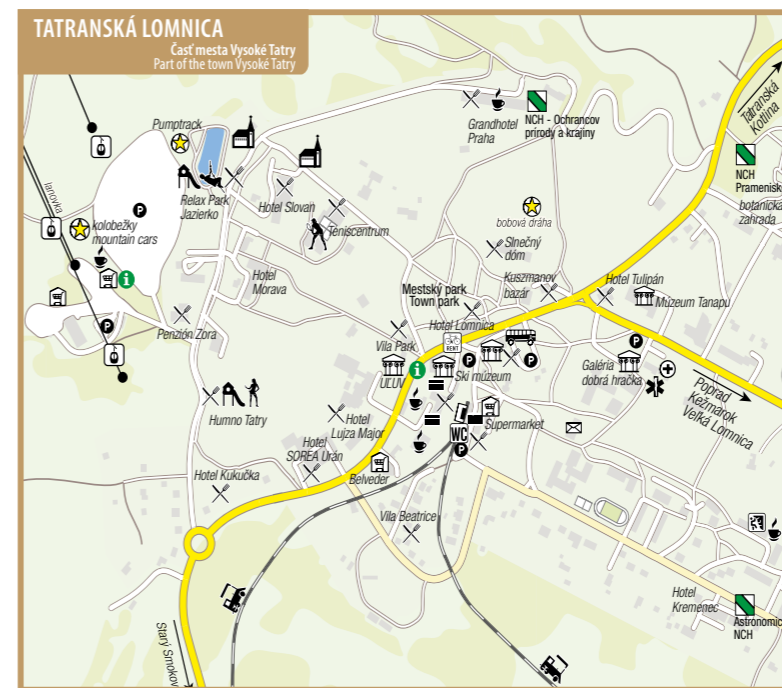 TATRANSKÁ LOMNICA
Časť mesta Vysoké Tatry
Part of the town Vysoké Tatry
Tatranská
Kotlina
Grandhotel
Praha
NCH - Ochrancov
prírody a krajiny
NCH
botanická
záhrada
Pumptrack
lanovka
P
kolobežky
mountain cars
i
Relax Park
Jazierko
Hotel Slovan
Teniscentrum
bobová dráha
Slnečný
dóm
Hotel
Morava
Mestský park
Town park
Kuszmanov
bazár
Hotel Tulipán
Múzeum Tanapu
P
Penzión Zora
Vila Park
Hotel Lomnica
RENT
P
P
P
i
ÚĽUV
Ski múzeum
Galéria
dobrá hračka
Poprad
Kežmarok
Veľká Lomnica
Humno Tatry
Hotel
Lujza Major
Supermarket
WC
P
Hotel
SOREA Urán
Hotel Kukučka
Belveder
Vila Beatrice
Hotel
Kremenec
NCH